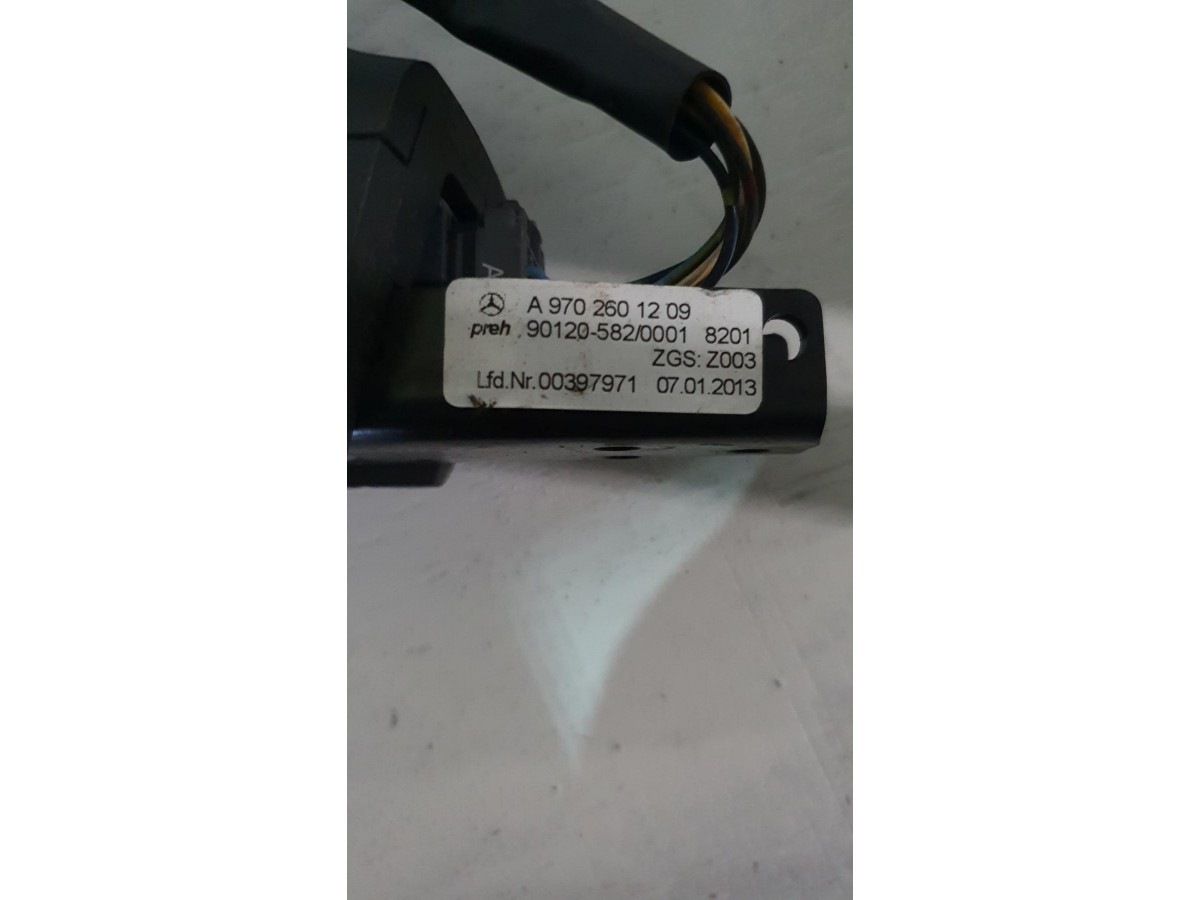 A 970 260 12 09
preh .90120-582/0001 8201
ZGS: Z003
Lfd.Nr.00397971 07.01.2013
A